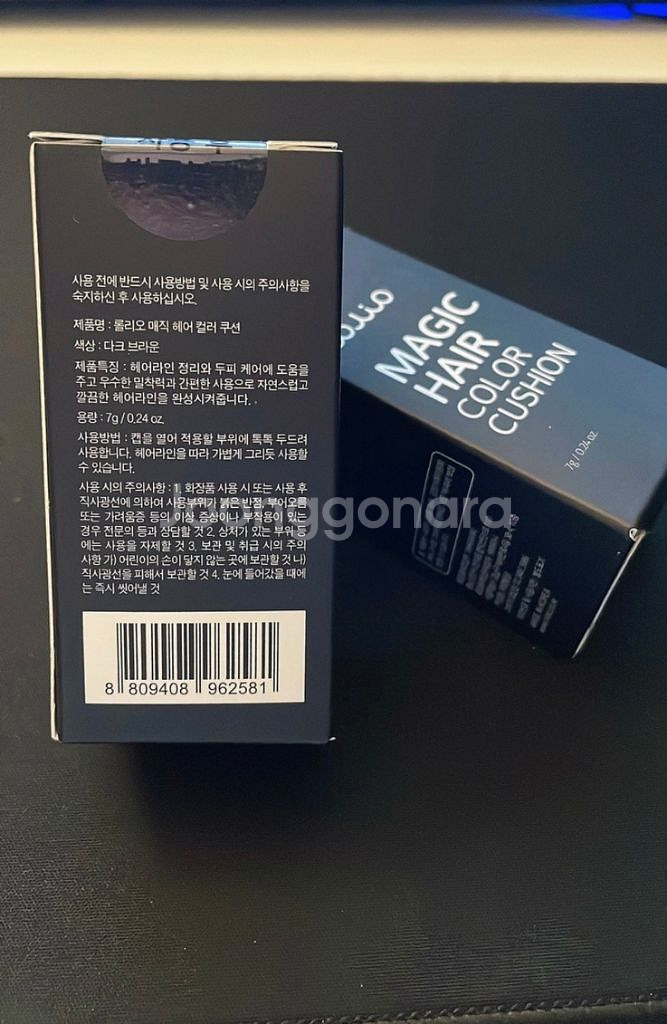 사용 전에 반드시 사용방법 및 사용 시의 주의사항을
숙지하신 후 사용하십시오.
제품명 : 롤리오 매직 헤어 컬러 쿠션
색상 : 다크 브라운
제품특징 : 헤어라인 정리와 두피 케어에 도움을
주고 우수한 밀착력과 간편한 사용으로 자연스럽고
깔끔한 헤어라인을 완성시켜줍니다.
용량 : 7g / 0.24 oz.
사용방법 : 캡을 열어 적용할 부위에 톡톡 두드려
사용합니다. 헤어라인을 따라 가볍게 그리듯 사용할
수 있습니다.
사용 시의 주의사항 : 1. 화장품 사용 시 또는 사용 후
직사광선에 의하여 사용부위가 붉은 반점, 부어오름
또는 가려움증 등의 이상 증상이나 부작용이 있는
경우 전문의 등과 상담할 것 2. 상처가 있는 부위 등
에는 사용을 자제할 것 3. 보관 및 취급 시의 주의
사항 가) 어린이의 손이 닿지 않는 곳에 보관할 것 나)
직사광선을 피해서 보관할 것 4. 눈에 들어갔을 때에
는 즉시 씻어낼 것
8 809408 962581
MAGIC
HAIR
COLOR
CUSHION
7g / 0.24 oz.
joonggonara